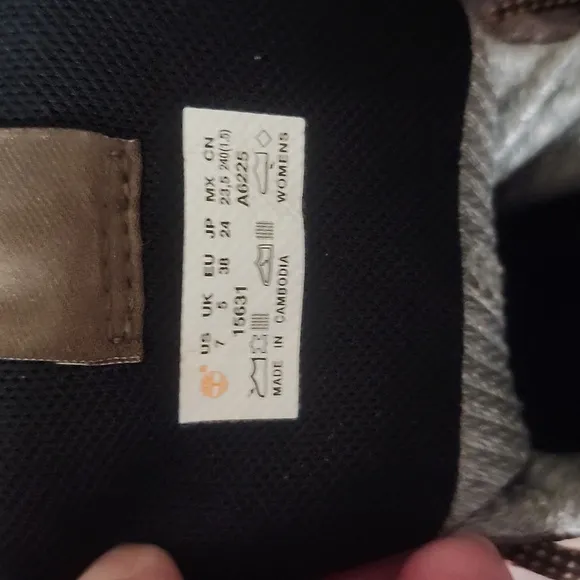 US UK EU JP MX CN
7 5 38 24 23,5 240(1.5)
15631 A6225
MADE IN CAMBODIA WOMENS